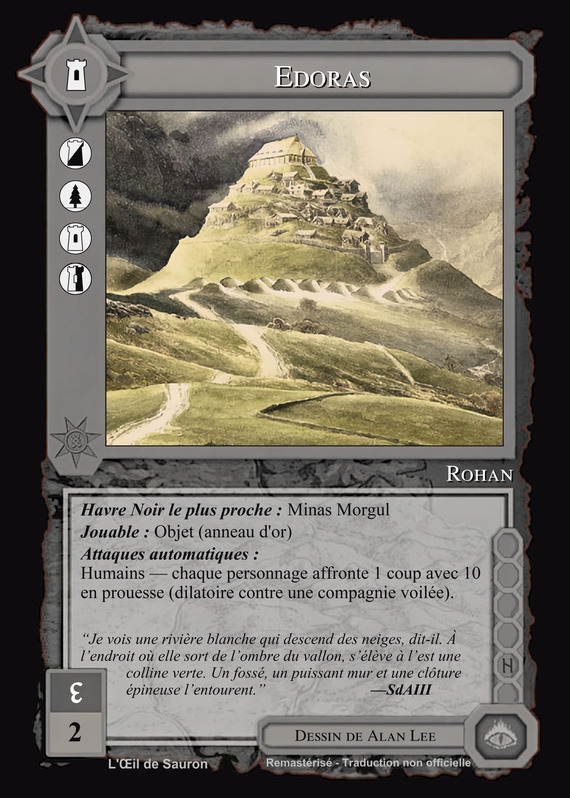 Edoras
Rohan
Havre Noir le plus proche : Minas Morgul
Jouable : Objet (anneau d'or)
Attaques automatiques :
Humains — chaque personnage affronte 1 coup avec 10
en prouesse (dilatoire contre une compagnie voilée).
“Je vois une rivière blanche qui descend des neiges, dit-il. À
l’endroit où elle sort de l’ombre du vallon, s’élève à l’est une
colline verte. Un fossé, un puissant mur et une clôture
épineuse l’entourent.” —SdAIII
2
Dessin de Alan Lee
L'Œil de Sauron
Remastérisé - Traduction non officielle